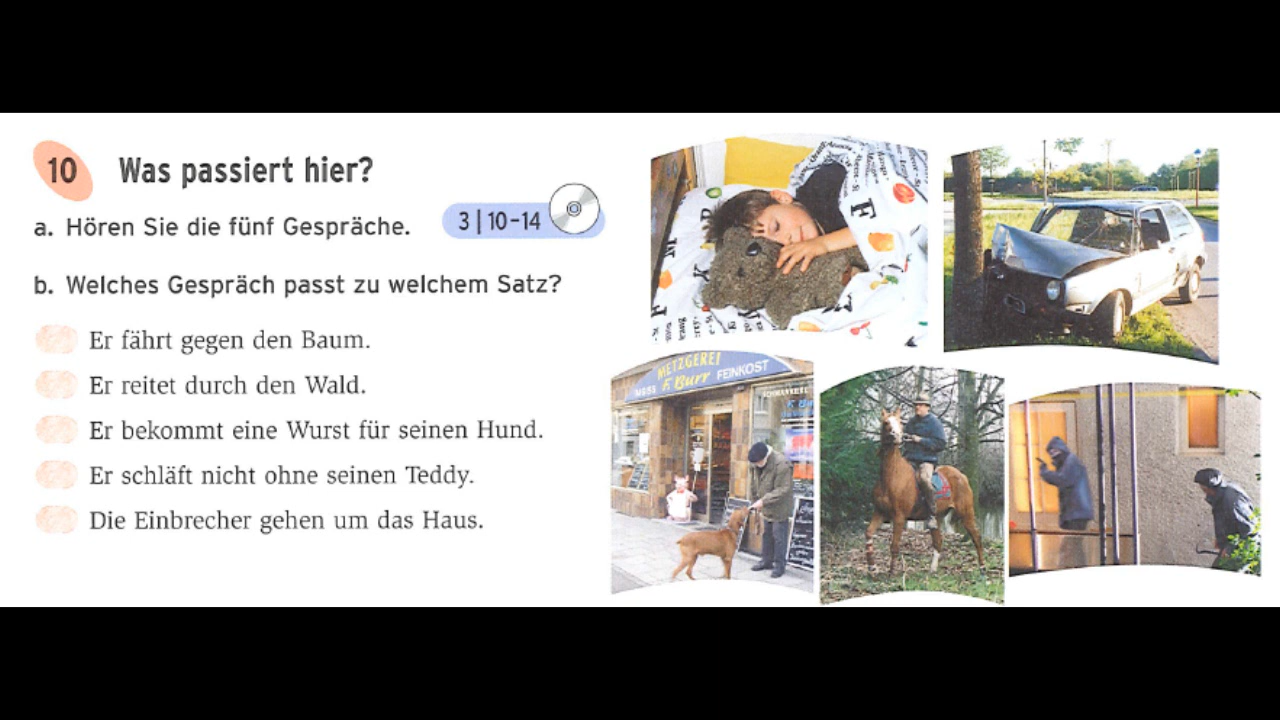 10 Was passiert hier?
a. Hören Sie die fünf Gespräche. 3 | 10-14
b. Welches Gespräch passt zu welchem Satz?
Er fährt gegen den Baum.
Er reitet durch den Wald.
Er bekommt eine Wurst für seinen Hund.
Er schläft nicht ohne seinen Teddy.
Die Einbrecher gehen um das Haus.
METZGEREI
F. Burr FEINKOST